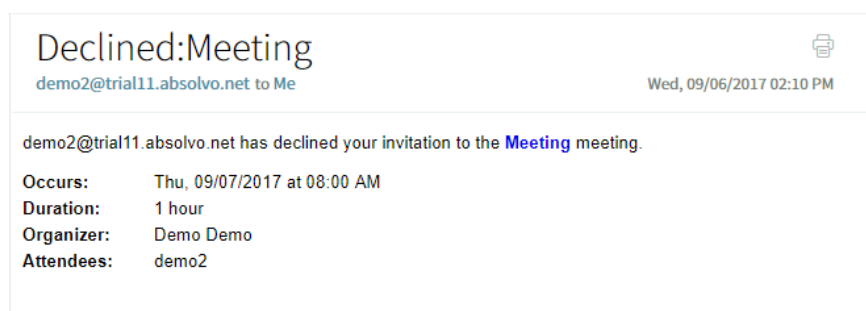 Declined:Meeting
demo2@trial11.absolvo.net to Me Wed, 09/06/2017 02:10 PM
demo2@trial11.absolvo.net has declined your invitation to the Meeting meeting.
Occurs: Thu, 09/07/2017 at 08:00 AM
Duration: 1 hour
Organizer: Demo Demo
Attendees: demo2